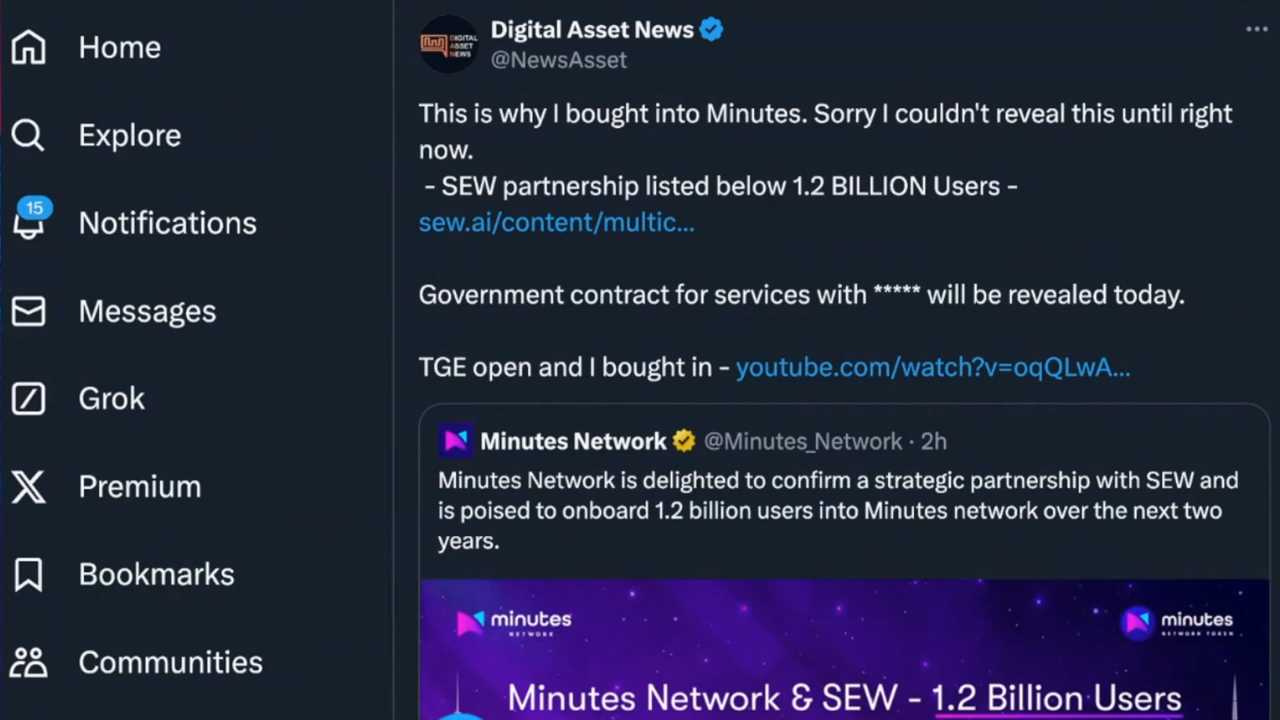 Home
Explore
15
Notifications
Messages
Grok
Premium
Bookmarks
Communities
DIGITAL
ASSET
NEWS
Digital Asset News
@NewsAsset
This is why I bought into Minutes. Sorry I couldn't reveal this until right
now.
- SEW partnership listed below 1.2 BILLION Users -
sew.ai/content/multic...
Government contract for services with ***** will be revealed today.
TGE open and I bought in - youtube.com/watch?v=oqQLwA...
Minutes Network @Minutes_Network · 2h
Minutes Network is delighted to confirm a strategic partnership with SEW and
is poised to onboard 1.2 billion users into Minutes network over the next two
years.
minutes
NETWORK
minutes
NETWORK TOKEN
Minutes Network & SEW - 1.2 Billion Users